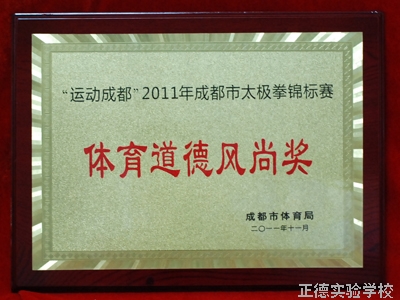 “运动成都”2011年成都市太极拳锦标赛
体育道德风尚奖
成都市体育局
二〇一一年十一月
正德实验学校